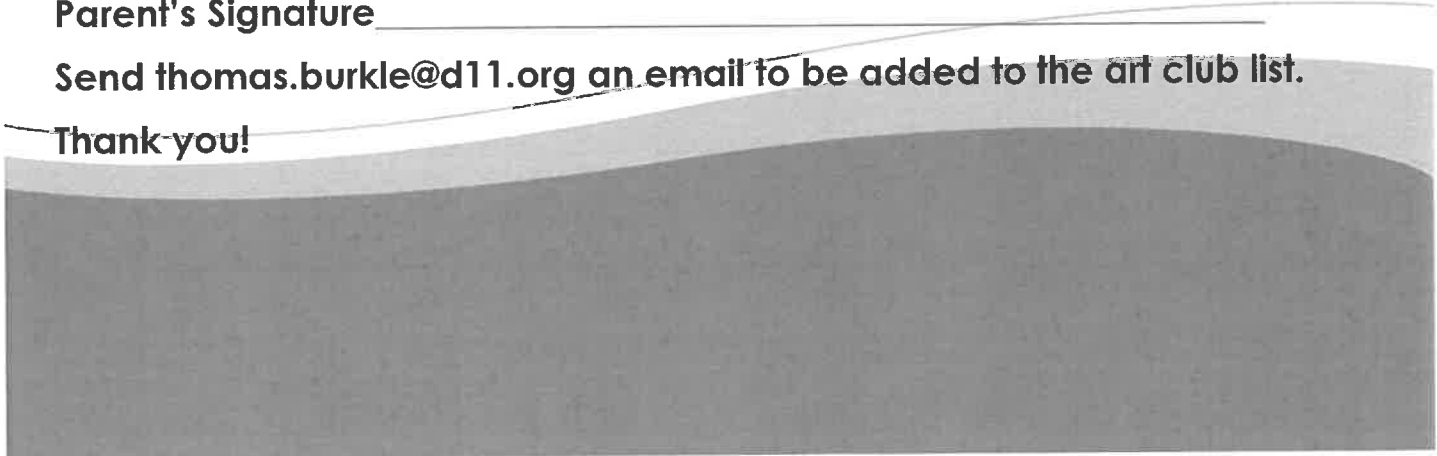 Parent's Signature
Send thomas.burkle@d11.org an email to be added to the art club list.
Thank you!